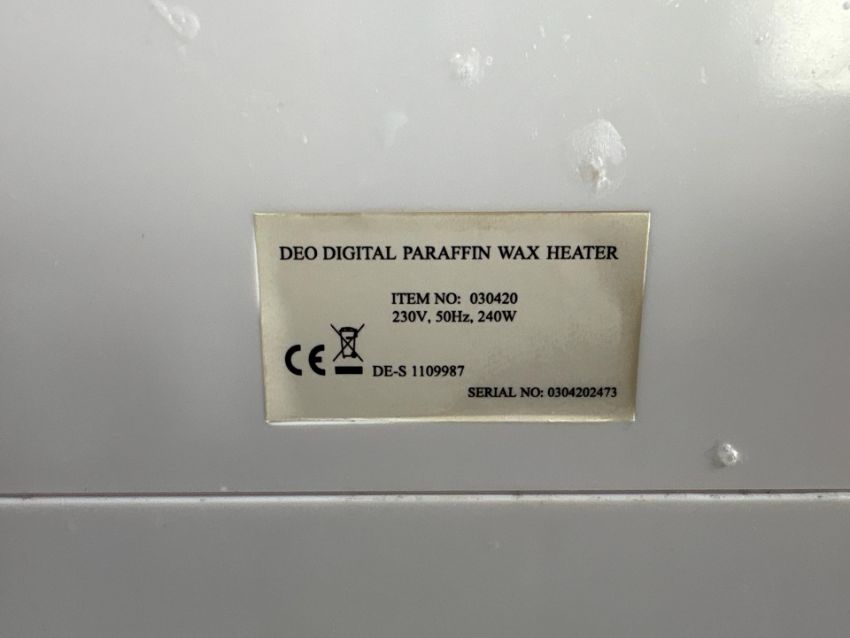 DEO DIGITAL PARAFFIN WAX HEATER
ITEM NO: 030420
230V, 50Hz, 240W
CE
DE-S 1109987
SERIAL NO: 0304202473